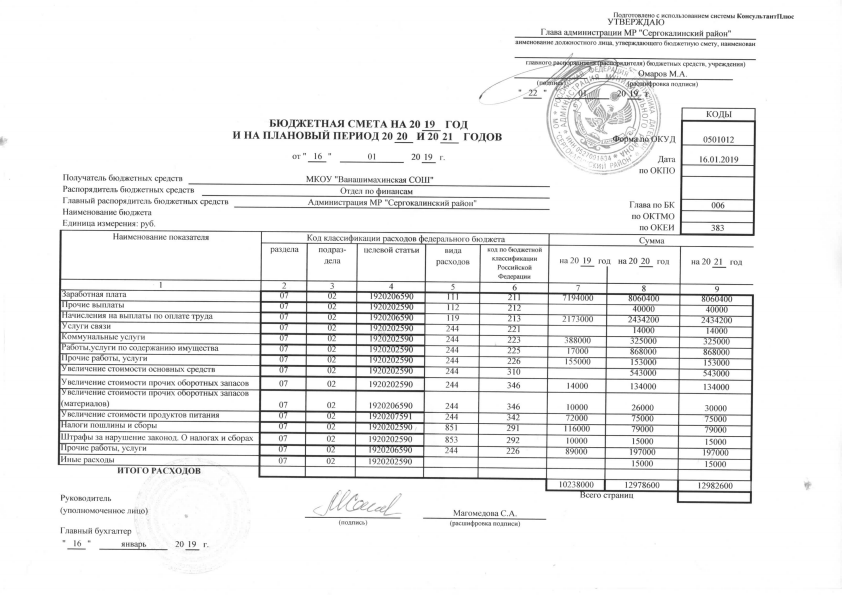 Подготовлено с использованием системы КонсультантПлюс
УТВЕРЖДАЮ
Глава администрации МР "Сергокалинский район"
аименование должностного лица, утверждающего бюджетную смету, наименован
главного распорядителя (распорядителя) бюджетных средств, учреждения)
Омаров М.А.
(подпись) (расшифровка подписи)
" 22 " 01 20 19 г.
БЮДЖЕТНАЯ СМЕТА НА 20 19 ГОД
И НА ПЛАНОВЫЙ ПЕРИОД 20 20 И 20 21 ГОДОВ
от " 16 " 01 20 19 г.
КОДЫ
Форма по ОКУД 0501012
Дата 16.01.2019
по ОКПО
Получатель бюджетных средств МКОУ "Ванашимахинская СОШ"
Распорядитель бюджетных средств Отдел по финансам
Главный распорядитель бюджетных средств Администрация МР "Сергокалинский район" Глава по БК 006
Наименование бюджета по ОКТМО
Единица измерения: руб. по ОКЕИ 383
Наименование показателя Код классификации расходов федерального бюджета Сумма
раздела подраз-дела целевой статьи вида расходов код по бюджетной классификации Российской Федерации на 20 19 год на 20 20 год на 20 21 год
1 2 3 4 5 6 7 8 9
Заработная плата 07 02 1920206590 111 211 7194000 8060400 8060400
Прочие выплаты 07 02 1920202590 112 212 40000 40000
Начисления на выплаты по оплате труда 07 02 1920206590 119 213 2173000 2434200 2434200
Услуги связи 07 02 1920202590 244 221 14000 14000
Коммунальные услуги 07 02 1920202590 244 223 388000 325000 325000
Работы,услуги по содержанию имущества 07 02 1920202590 244 225 17000 868000 868000
Прочие работы, услуги 07 02 1920206590 244 226 155000 153000 153000
Увеличение стоимости основных средств 07 02 1920202590 244 310 543000 543000
Увеличение стоимости прочих оборотных запасов 07 02 1920202590 244 346 14000 134000 134000
Увеличение стоимости прочих оборотных запасов
(материалов) 07 02 1920206590 244 346 10000 26000 30000
Увеличение стоимости продуктов питания 07 02 1920207591 244 342 72000 75000 75000
Налоги пошлины и сборы 07 02 1920202590 851 291 116000 79000 79000
Штрафы за нарушение законод. О налогах и сборах 07 02 1920202590 853 292 10000 15000 15000
Прочие работы, услуги 07 02 1920202590 244 226 89000 197000 197000
Иные расходы 07 02 1920202590 15000 15000
ИТОГО РАСХОДОВ
10238000 12978600 12982600
Всего страниц
Руководитель
(уполномоченное лицо) Магомедова С.А.
(подпись) (расшифровка подписи)
Главный бухгалтер
" 16 " январь 20 19 г.